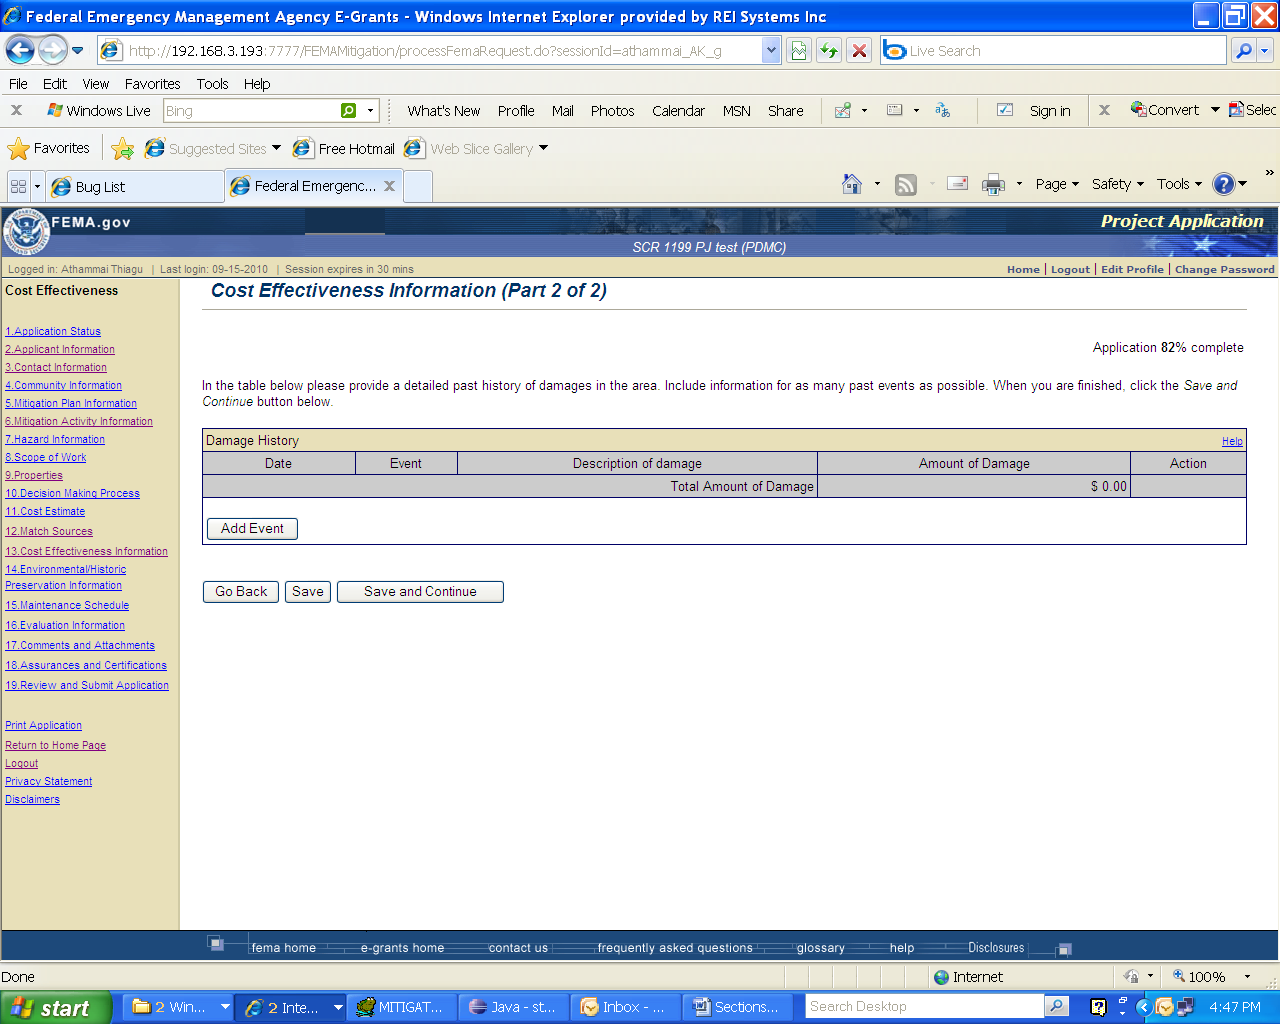 Federal Emergency Management Agency E-Grants - Windows Internet Explorer provided by REI Systems Inc
http://192.168.3.193:7777/FEMAMitigation/processFemaRequest.do?sessionId=athammai_AK_g
Live Search
File Edit View Favorites Tools Help
x Windows Live Bing What's New Profile Mail Photos Calendar MSN Share Sign in x Convert Selec
Favorites Suggested Sites Free Hotmail Web Slice Gallery
Bug List Federal Emergenc... X Page Safety Tools »
FEMA.gov Project Application
SCR 1199 PJ test (PDMC)
Logged in: Athammai Thiagu | Last login: 09-15-2010 | Session expires in 30 mins Home | Logout | Edit Profile | Change Password
Cost Effectiveness
1.Application Status
2.Applicant Information
3.Contact Information
4.Community Information
5.Mitigation Plan Information
6.Mitigation Activity Information
7.Hazard Information
8.Scope of Work
9.Properties
10.Decision Making Process
11.Cost Estimate
12.Match Sources
13.Cost Effectiveness Information
14.Environmental/Historic
Preservation Information
15.Maintenance Schedule
16.Evaluation Information
17.Comments and Attachments
18.Assurances and Certifications
19.Review and Submit Application
Print Application
Return to Home Page
Logout
Privacy Statement
Disclaimers
Cost Effectiveness Information (Part 2 of 2)
Application 82% complete
In the table below please provide a detailed past history of damages in the area. Include information for as many past events as possible. When you are finished, click the Save and
Continue button below.
Damage History Help
Date Event Description of damage Amount of Damage Action
Total Amount of Damage $ 0.00
Add Event
Go Back Save Save and Continue
fema home e-grants home contact us frequently asked questions glossary help Disclosures
Done Internet 100%
start 2 Win... 2 Inte... MITIGAT... Java - st... Inbox - ... Sections... Search Desktop 4:47 PM